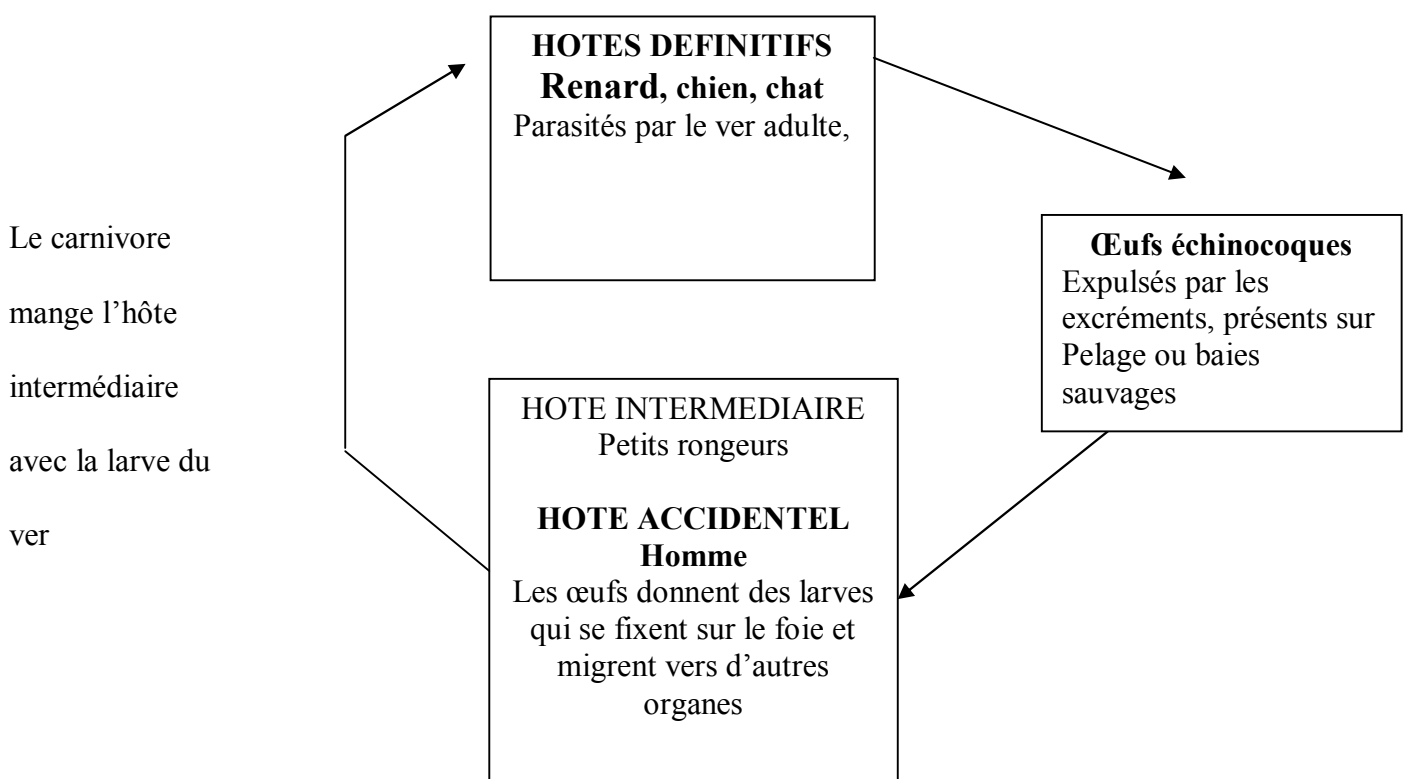 HOTES DEFINITIFS
Renard, chien, chat
Parasités par le ver adulte,
Le carnivore
mange l’hôte
intermédiaire
avec la larve du
ver
Œufs échinocoques
Expulsés par les
excréments, présents sur
Pelage ou baies
sauvages
HOTE INTERMEDIAIRE
Petits rongeurs
HOTE ACCIDENTEL
Homme
Les œufs donnent des larves
qui se fixent sur le foie et
migrent vers d’autres
organes